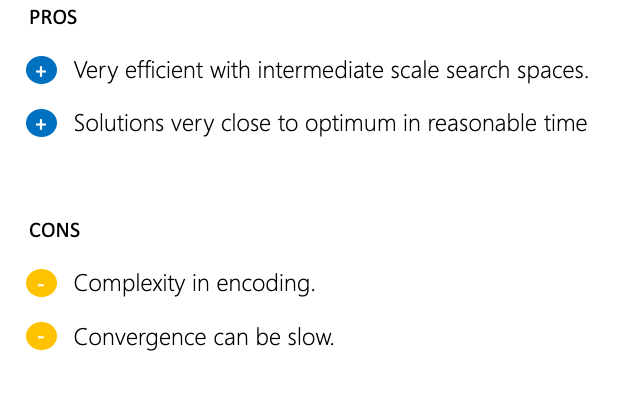 PROS
+ Very efficient with intermediate scale search spaces.
+ Solutions very close to optimum in reasonable time
CONS
- Complexity in encoding.
- Convergence can be slow.